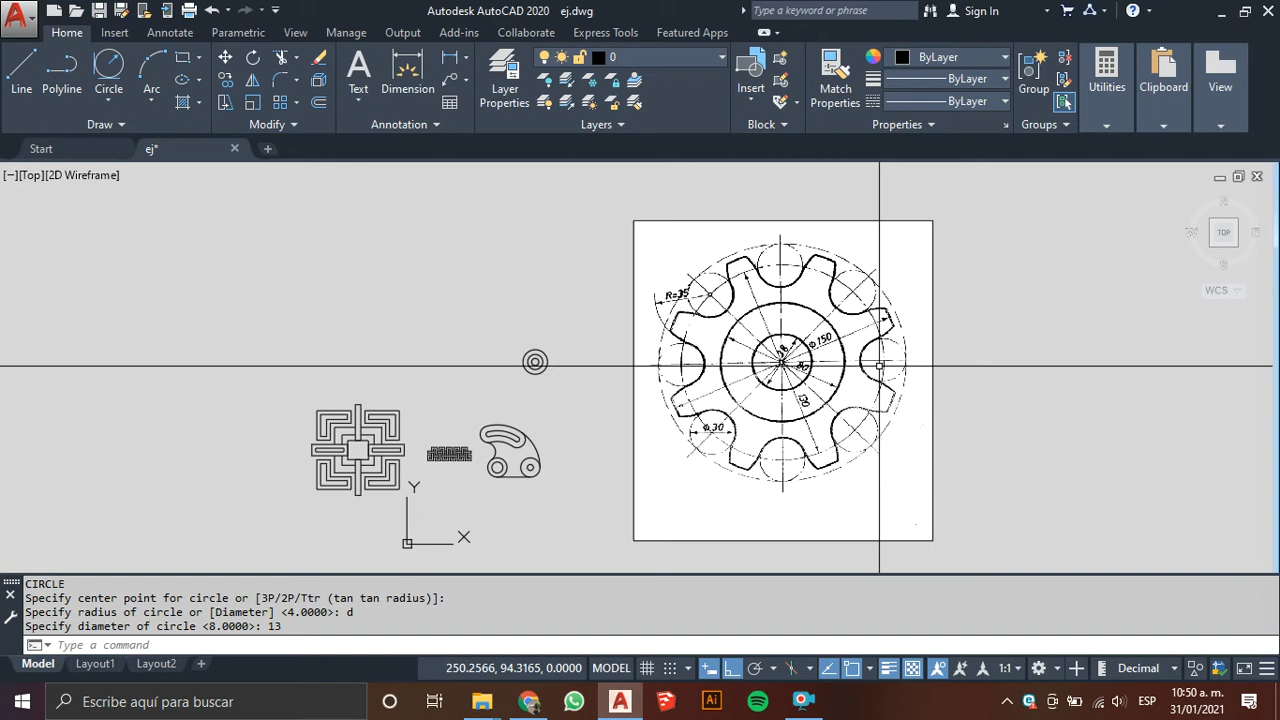 Autodesk AutoCAD 2020 ej.dwg
Type a keyword or phrase
Sign In
Home Insert Annotate Parametric View Manage Output Add-ins Collaborate Express Tools Featured Apps
0
ByLayer
ByLayer
ByLayer
Line Polyline Circle Arc
Text Dimension
Layer Properties
Insert
Match Properties
Group
Utilities Clipboard View
Draw Modify Annotation Layers Block Properties Groups
Start ej*
[−][Top][2D Wireframe]
N
W TOP E
S
WCS
R=35
ϕ 150
80
130
ϕ 30
Y
X
CIRCLE
Specify center point for circle or [3P/2P/Ttr (tan tan radius)]:
Specify radius of circle or [Diameter] <4.0000>: d
Specify diameter of circle <8.0000>: 13
Type a command
Model Layout1 Layout2
250.2566, 94.3165, 0.0000 MODEL 1:1 Decimal
Escribe aquí para buscar
ESP
10:50 a. m.
31/01/2021